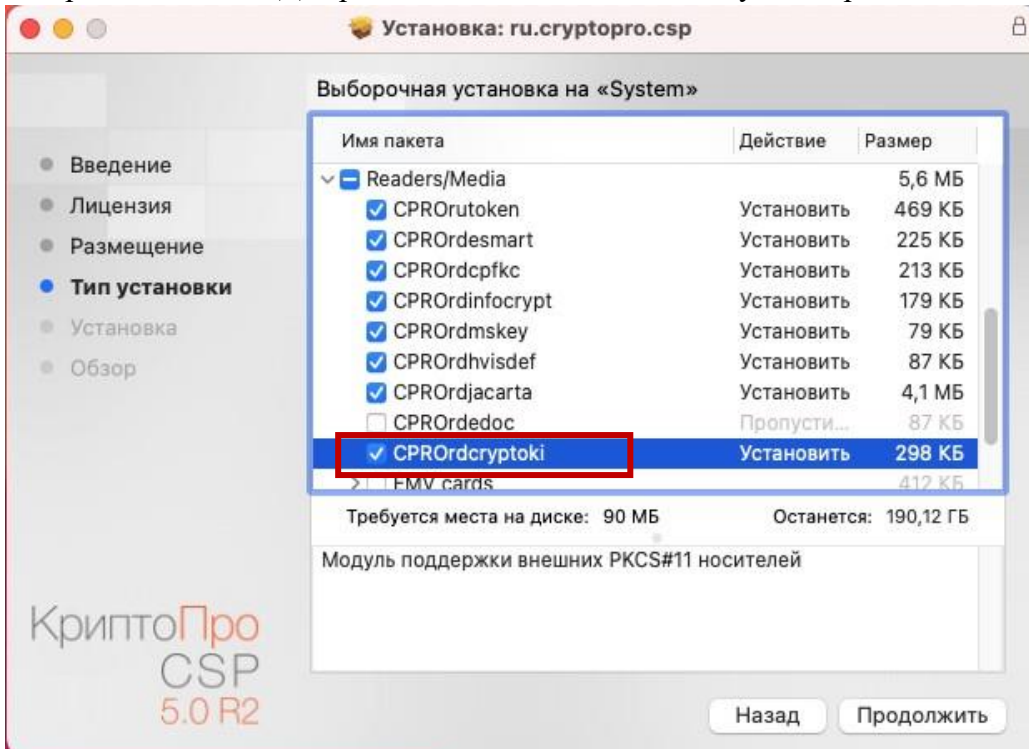 Установка: ru.cryptopro.csp
Введение
Лицензия
Размещение
Тип установки
Установка
Обзор
Выборочная установка на «System»
Имя пакета Действие Размер
Readers/Media 5,6 МБ
CPROrutoken Установить 469 КБ
CPROrdesmart Установить 225 КБ
CPROrdcpfkc Установить 213 КБ
CPROrdinfocrypt Установить 179 КБ
CPROrdmskey Установить 79 КБ
CPROrdhvisdef Установить 87 КБ
CPROrdjacarta Установить 4,1 МБ
CPROrdedoc Пропусти... 87 КБ
CPROrdcryptoki Установить 298 КБ
EMV cards 412 КБ
Требуется места на диске: 90 МБ Останется: 190,12 ГБ
Модуль поддержки внешних PKCS#11 носителей
КриптоПро
CSP
5.0 R2
Назад Продолжить